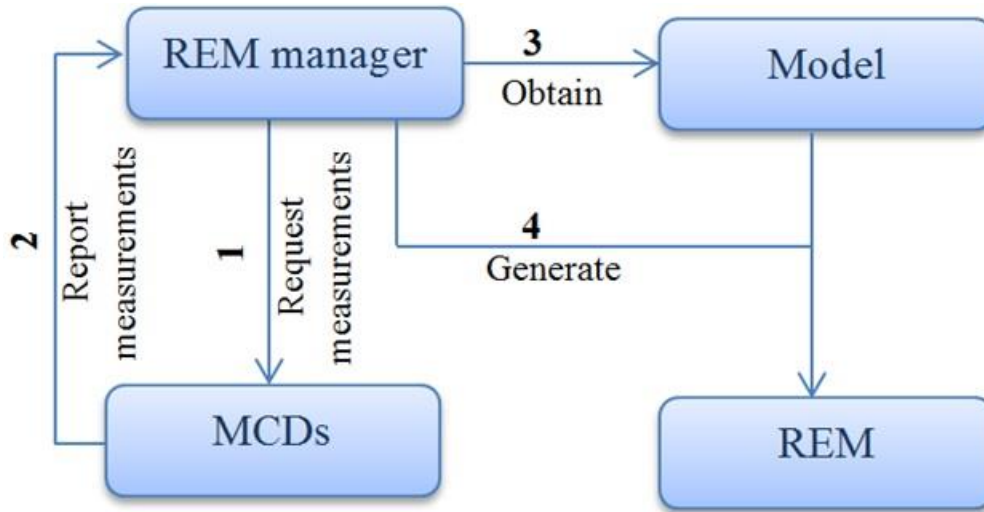 REM manager
3
Obtain
Model
2
Report
measurements
1
Request
measurements
4
Generate
MCDs
REM